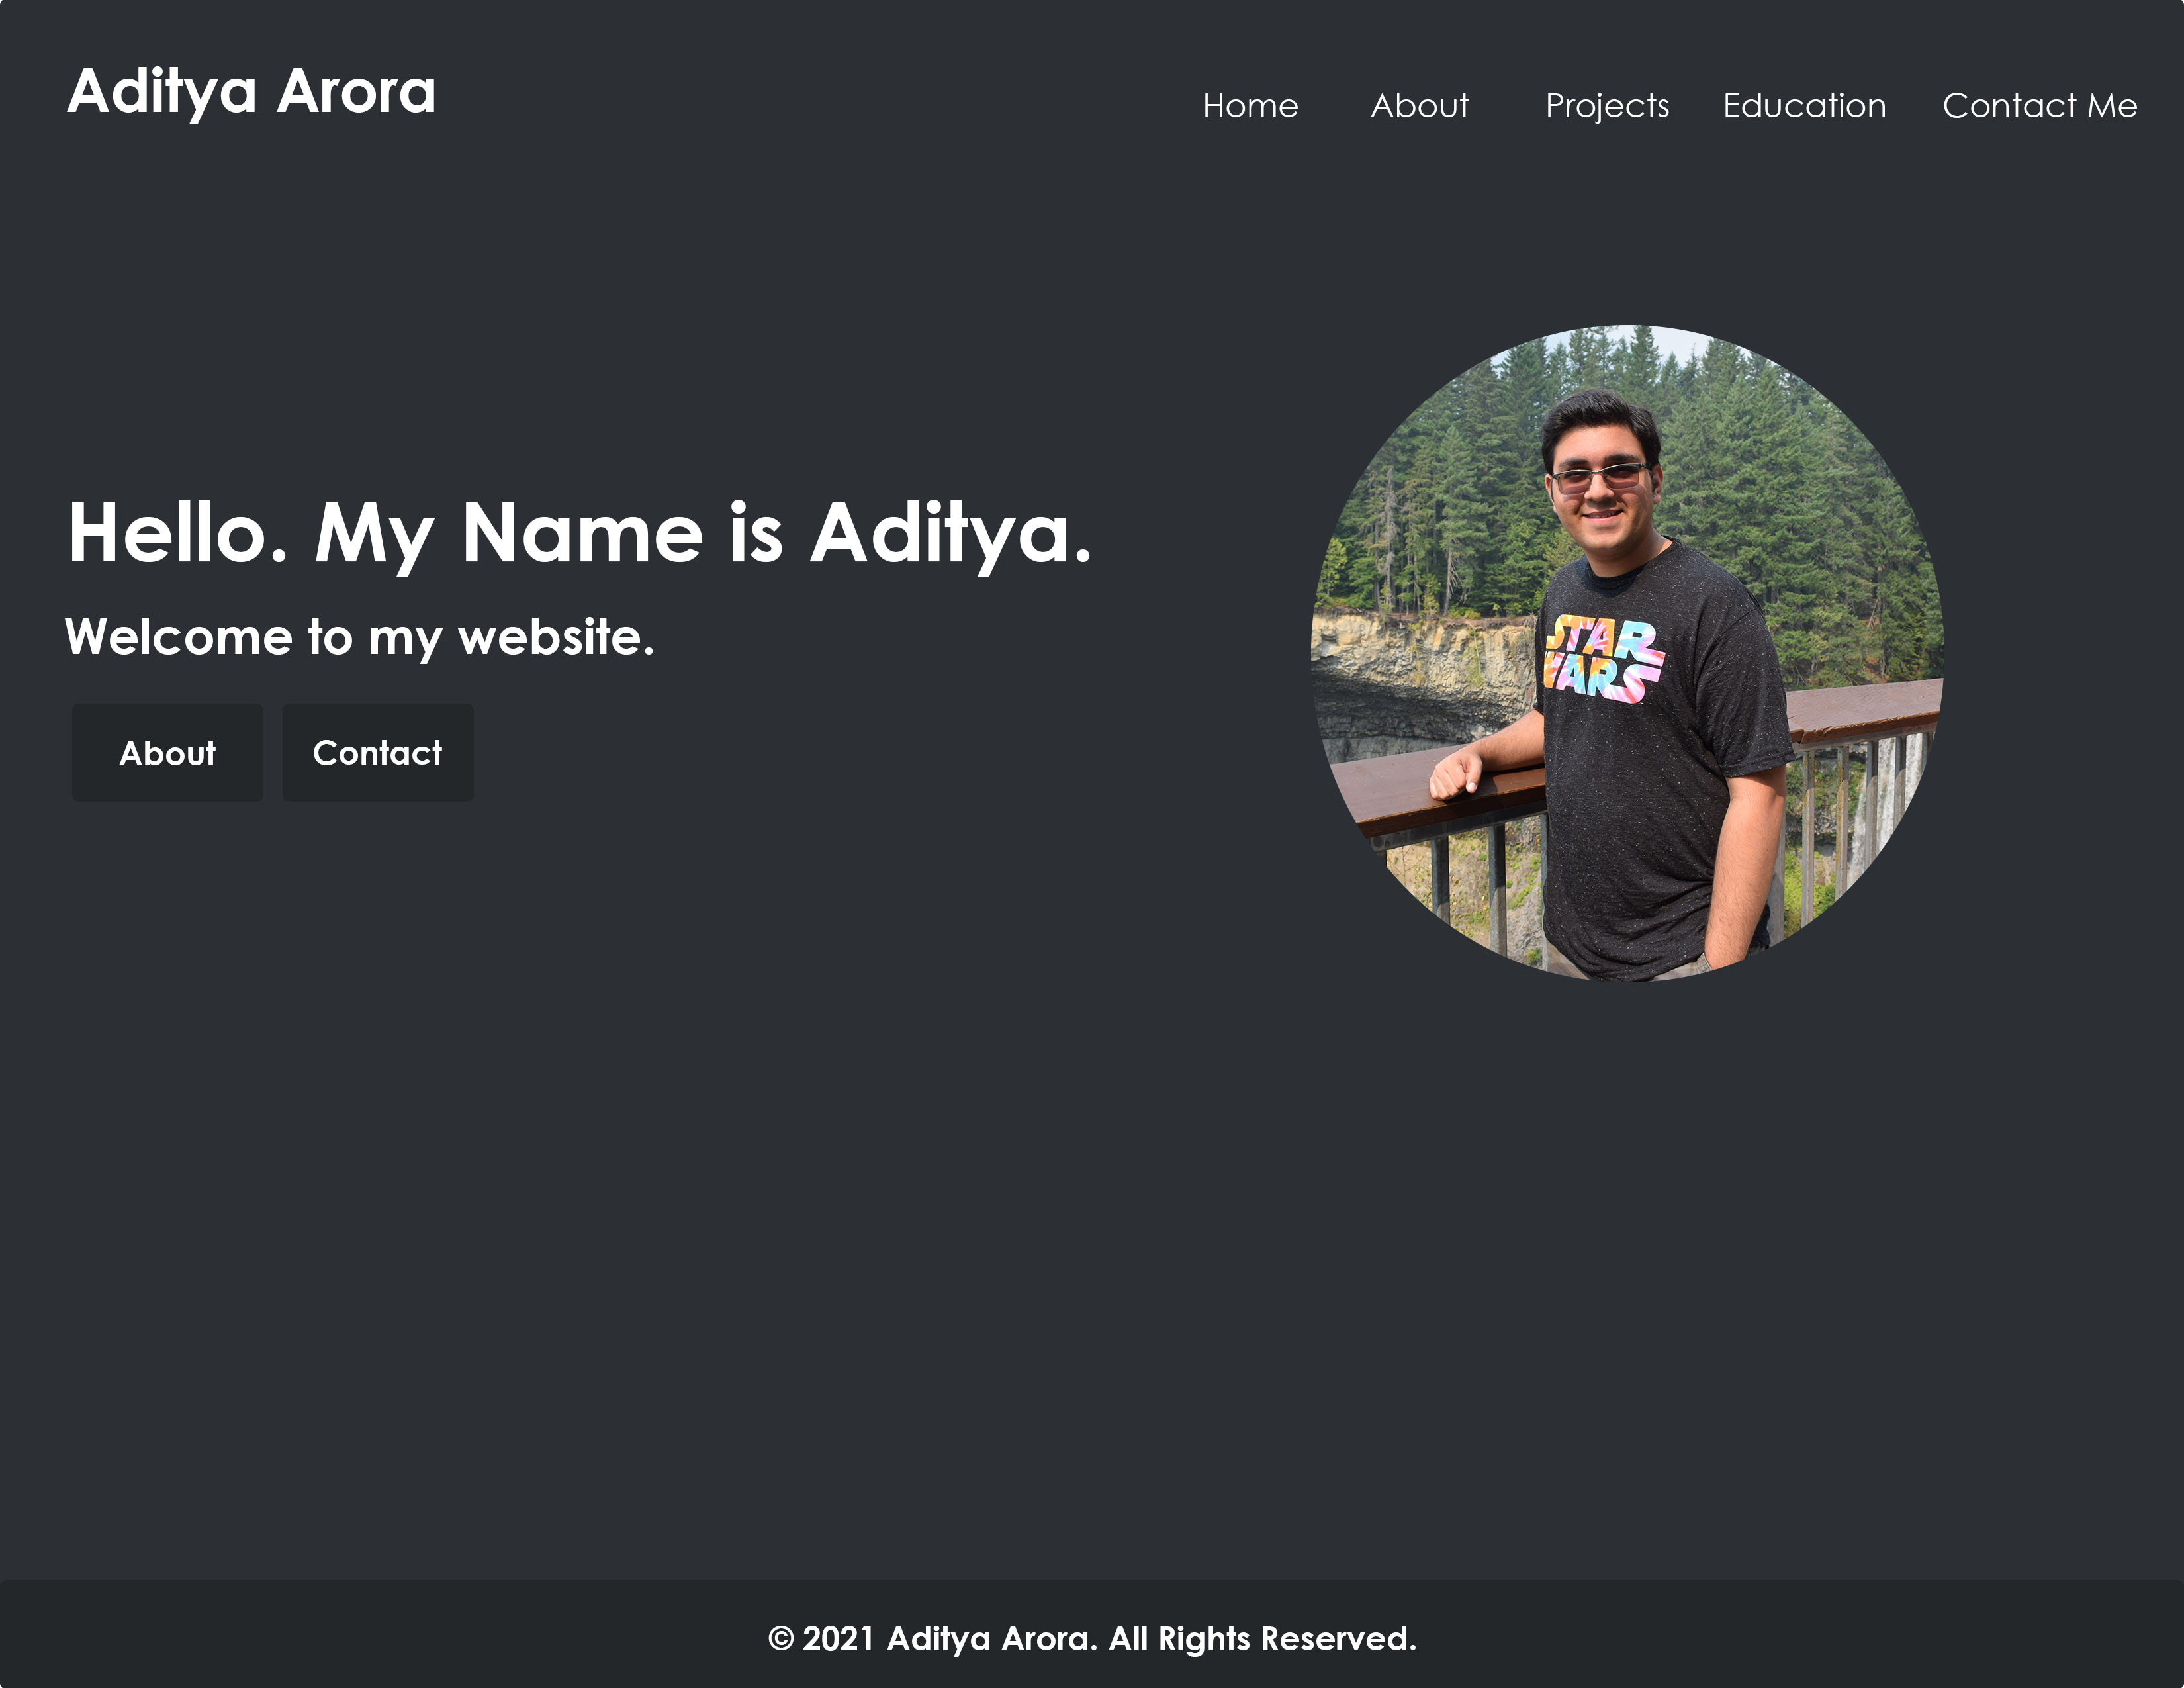 Aditya Arora
Home About Projects Education Contact Me
Hello. My Name is Aditya.
Welcome to my website.
About Contact
STAR
WARS
© 2021 Aditya Arora. All Rights Reserved.